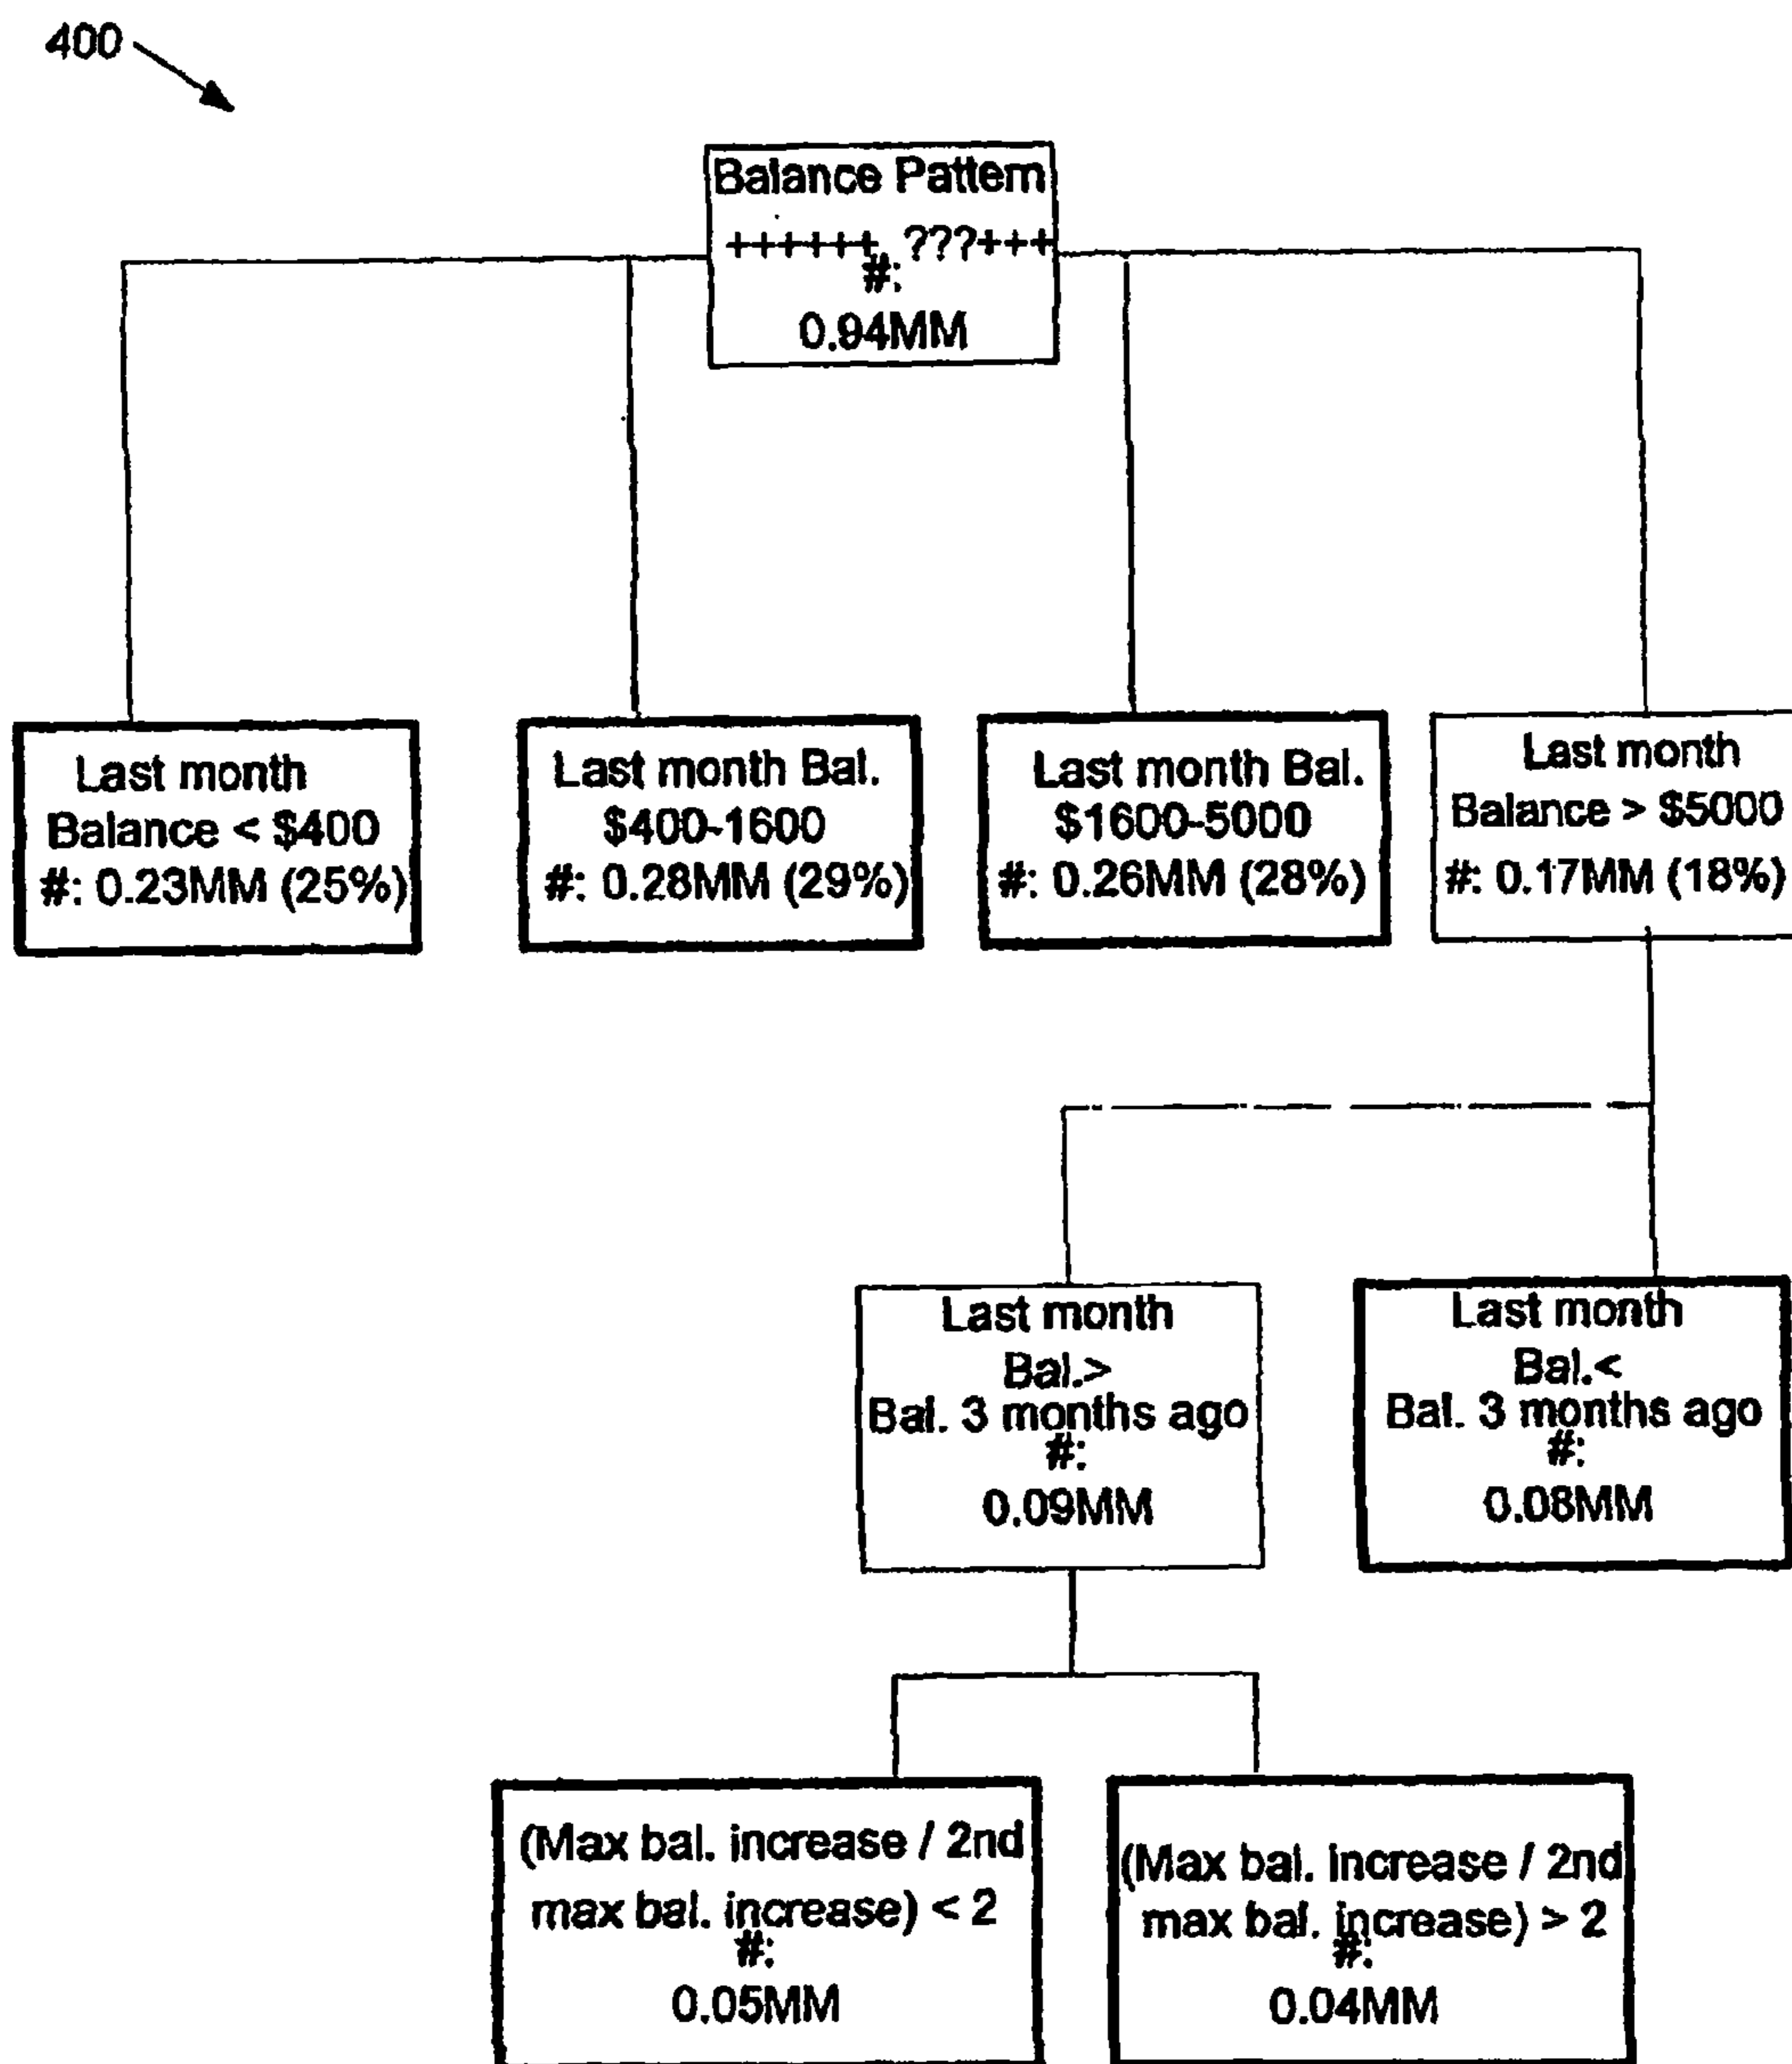 400
Balance Pattern
++++++, ???+++
#:
0.94MM
Last month
Balance < $400
#: 0.23MM (25%)
Last month Bal.
$400-1600
#: 0.28MM (29%)
Last month Bal.
$1600-5000
#: 0.26MM (28%)
Last month
Balance > $5000
#: 0.17MM (18%)
Last month
Bal.>
Bal. 3 months ago
#:
0.09MM
Last month
Bal.<
Bal. 3 months ago
#:
0.08MM
(Max bal. increase / 2nd
max bal. increase) < 2
#:
0.05MM
(Max bal. increase / 2nd
max bal. increase) > 2
#:
0.04MM